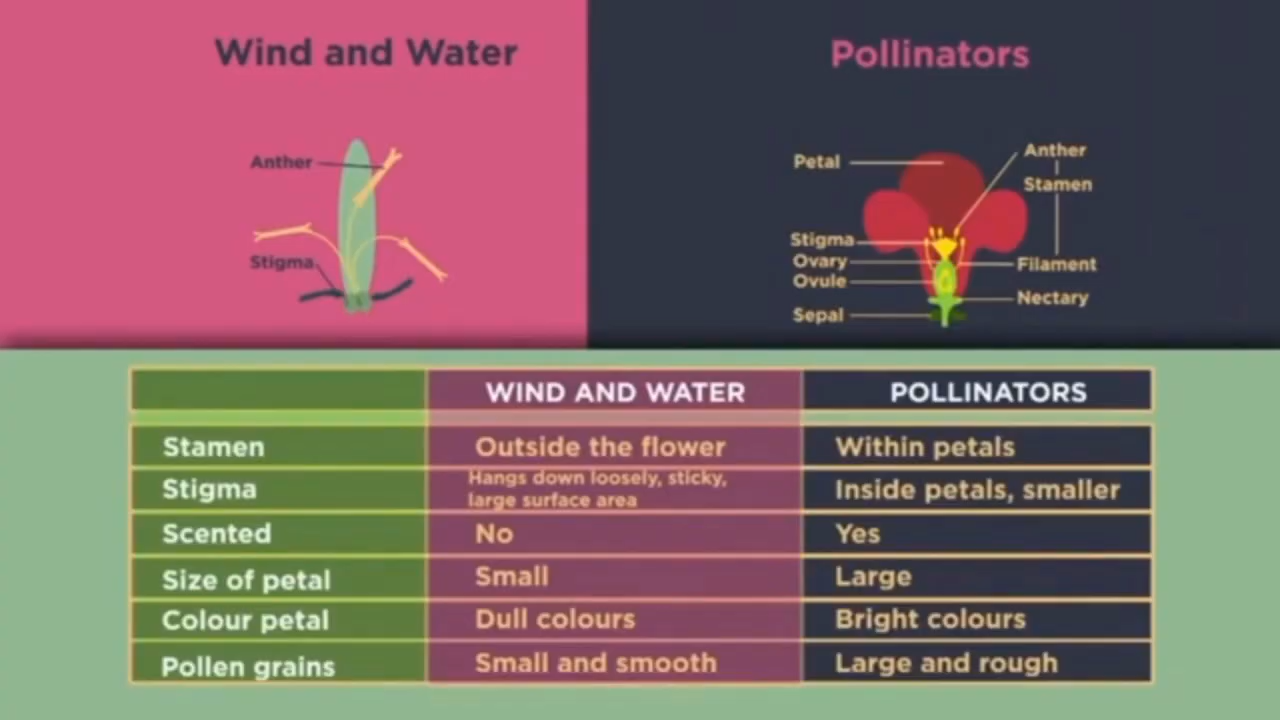 Wind and Water
Anther
Stigma
Pollinators
Petal
Stigma
Ovary
Ovule
Sepal
Anther
Stamen
Filament
Nectary
WIND AND WATER POLLINATORS
Stamen Outside the flower Within petals
Stigma Hangs down loosely, sticky,
large surface area Inside petals, smaller
Scented No Yes
Size of petal Small Large
Colour petal Dull colours Bright colours
Pollen grains Small and smooth Large and rough